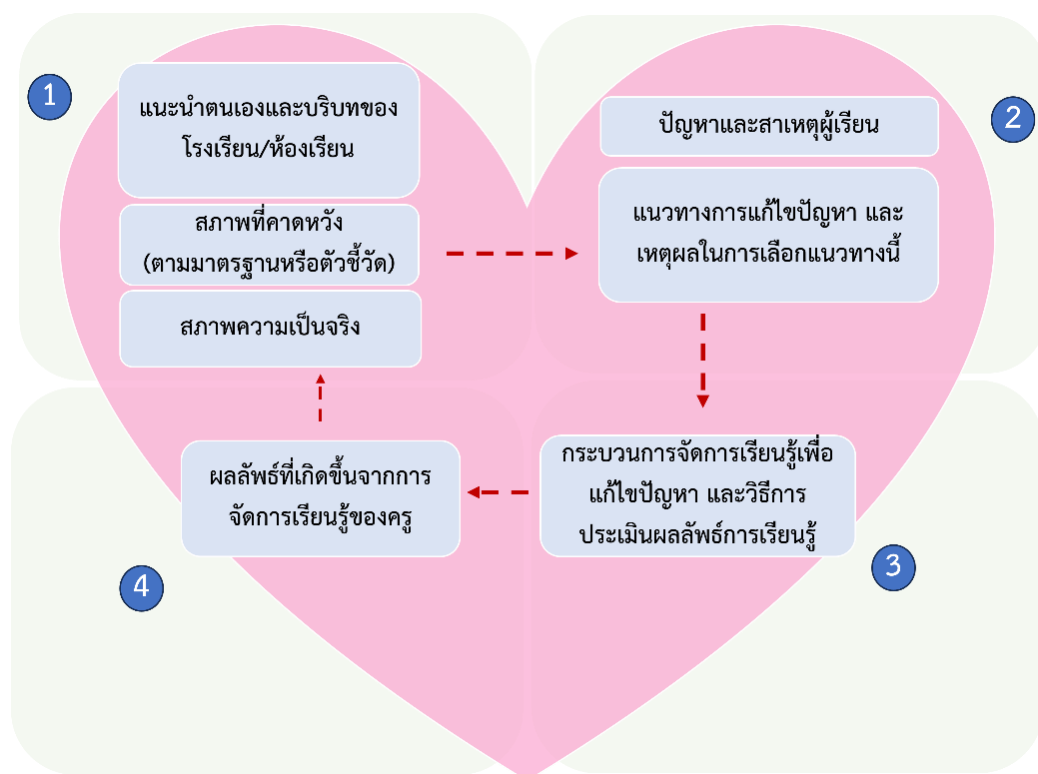 1
แนะนำตนเองและบริบทของ
โรงเรียน/ห้องเรียน
สภาพที่คาดหวัง
(ตามมาตรฐานหรือตัวชี้วัด)
สภาพความเป็นจริง
2
ปัญหาและสาเหตุผู้เรียน
แนวทางการแก้ไขปัญหา และ
เหตุผลในการเลือกแนวทางนี้
กระบวนการจัดการเรียนรู้เพื่อ
แก้ไขปัญหา และวิธีการ
ประเมินผลลัพธ์การเรียนรู้
3
ผลลัพธ์ที่เกิดขึ้นจากการ
จัดการเรียนรู้ของครู
4